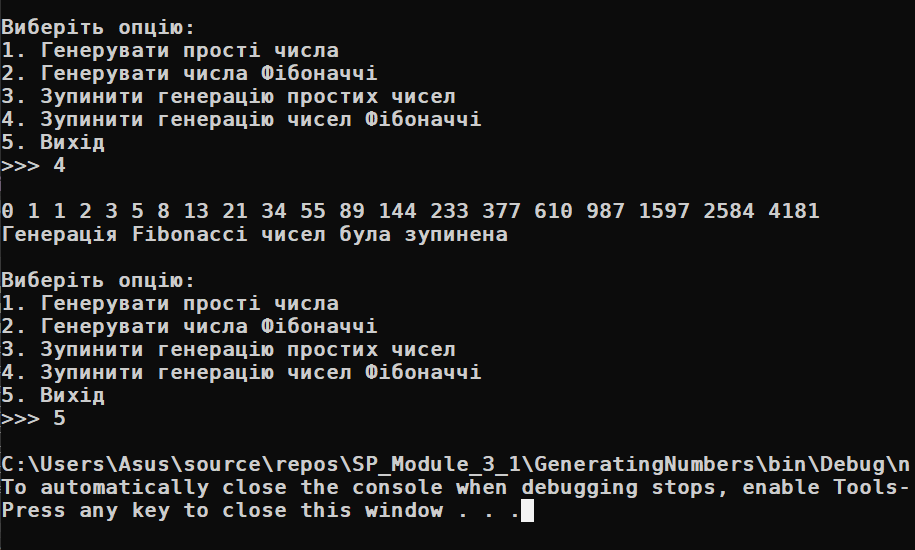 Виберіть опцію:
1. Генерувати прості числа
2. Генерувати числа Фібоначчі
3. Зупинити генерацію простих чисел
4. Зупинити генерацію чисел Фібоначчі
5. Вихід
>>> 4
0 1 1 2 3 5 8 13 21 34 55 89 144 233 377 610 987 1597 2584 4181
Генерація Fibonacci чисел була зупинена
Виберіть опцію:
1. Генерувати прості числа
2. Генерувати числа Фібоначчі
3. Зупинити генерацію простих чисел
4. Зупинити генерацію чисел Фібоначчі
5. Вихід
>>> 5
C:\Users\Asus\source\repos\SP_Module_3_1\GeneratingNumbers\bin\Debug\n
To automatically close the console when debugging stops, enable Tools-
Press any key to close this window . . .